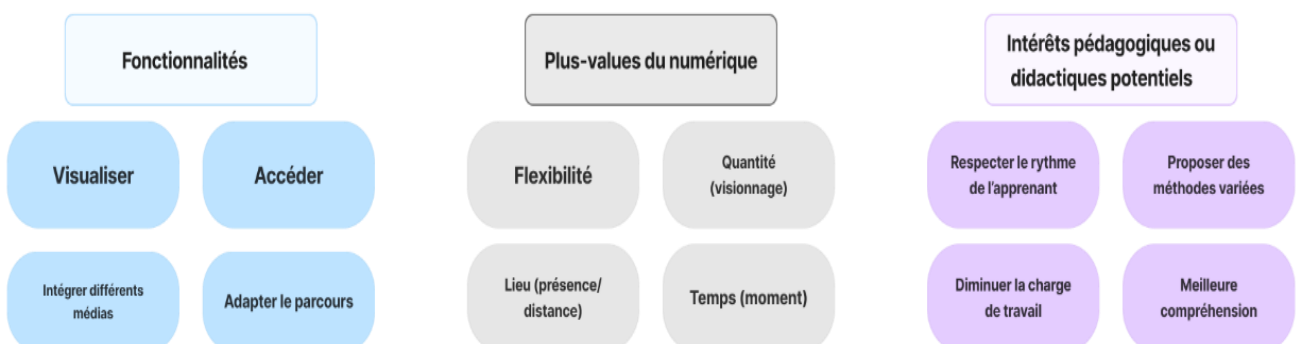 Fonctionnalités
Visualiser
Accéder
Intégrer différents
médias
Adapter le parcours
Plus-values du numérique
Flexibilité
Quantité
(visionnage)
Lieu (présence/
distance)
Temps (moment)
Intérêts pédagogiques ou
didactiques potentiels
Respecter le rythme
de l'apprenant
Proposer des
méthodes variées
Diminuer la charge
de travail
Meilleure
compréhension